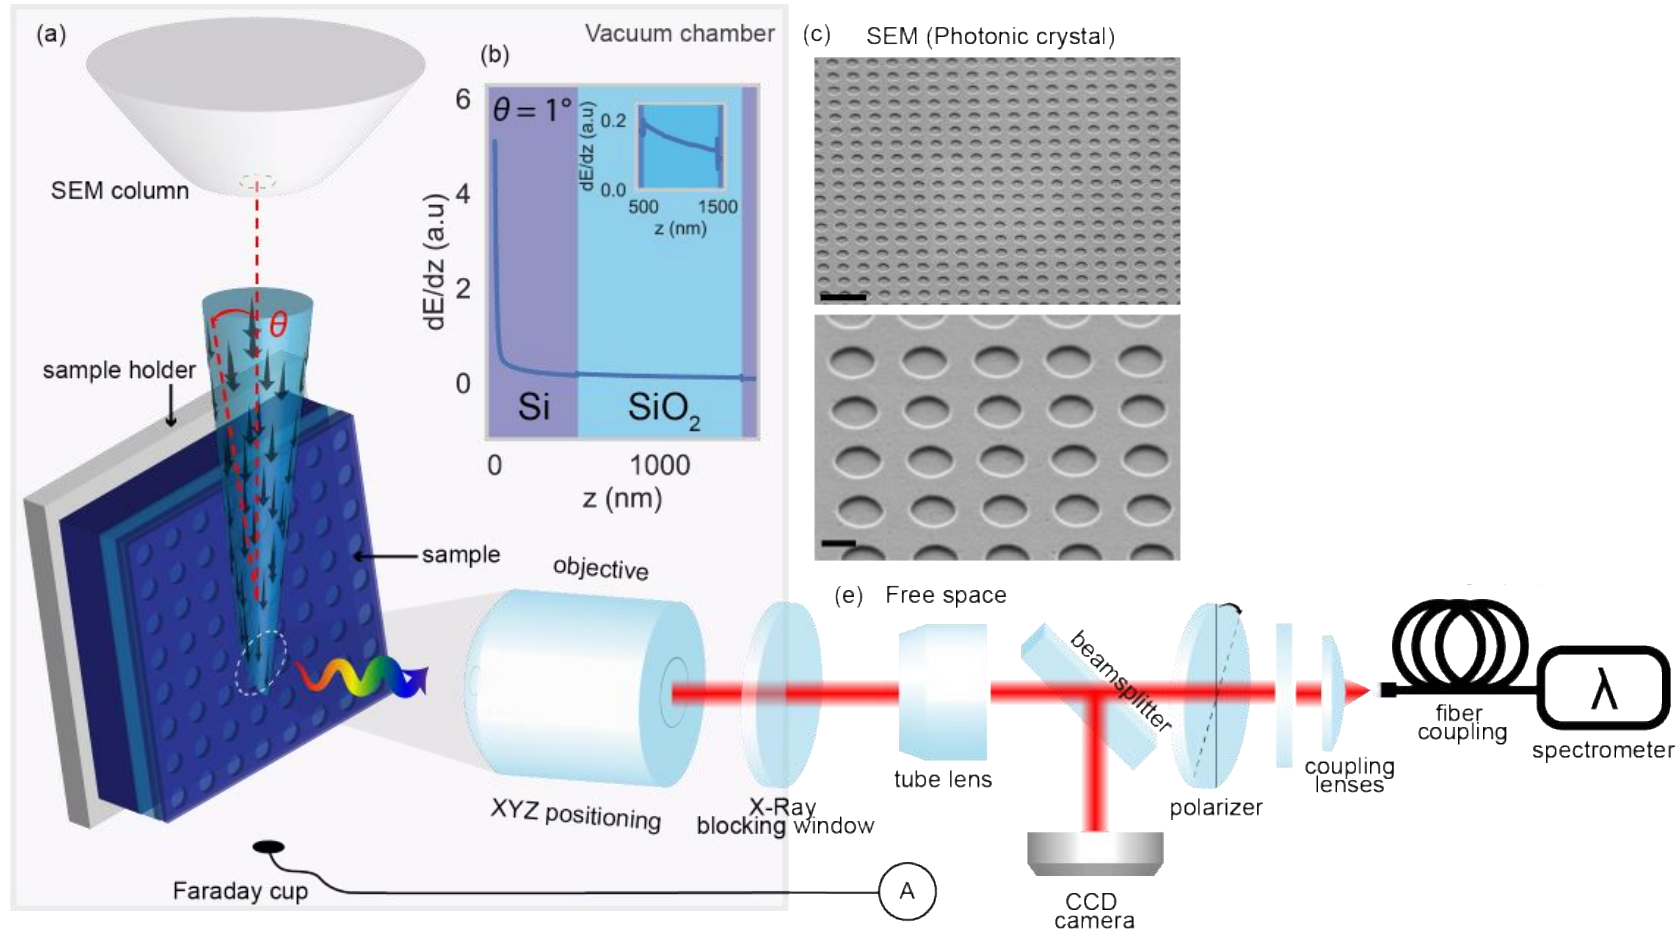 (a)
Vacuum chamber
SEM column
θ
sample holder
sample
(b)
θ = 1°
6
4
2
0
dE/dz (a.u)
Si
SiO2
0
1000
z (nm)
0.2
0.0
dE/dz (a.u)
500
1500
z (nm)
(c)
SEM (Photonic crystal)
objective
XYZ positioning
X-Ray
blocking window
Faraday cup
A
(e)
Free space
tube lens
beamsplitter
polarizer
coupling
lenses
fiber
coupling
λ
spectrometer
CCD
camera